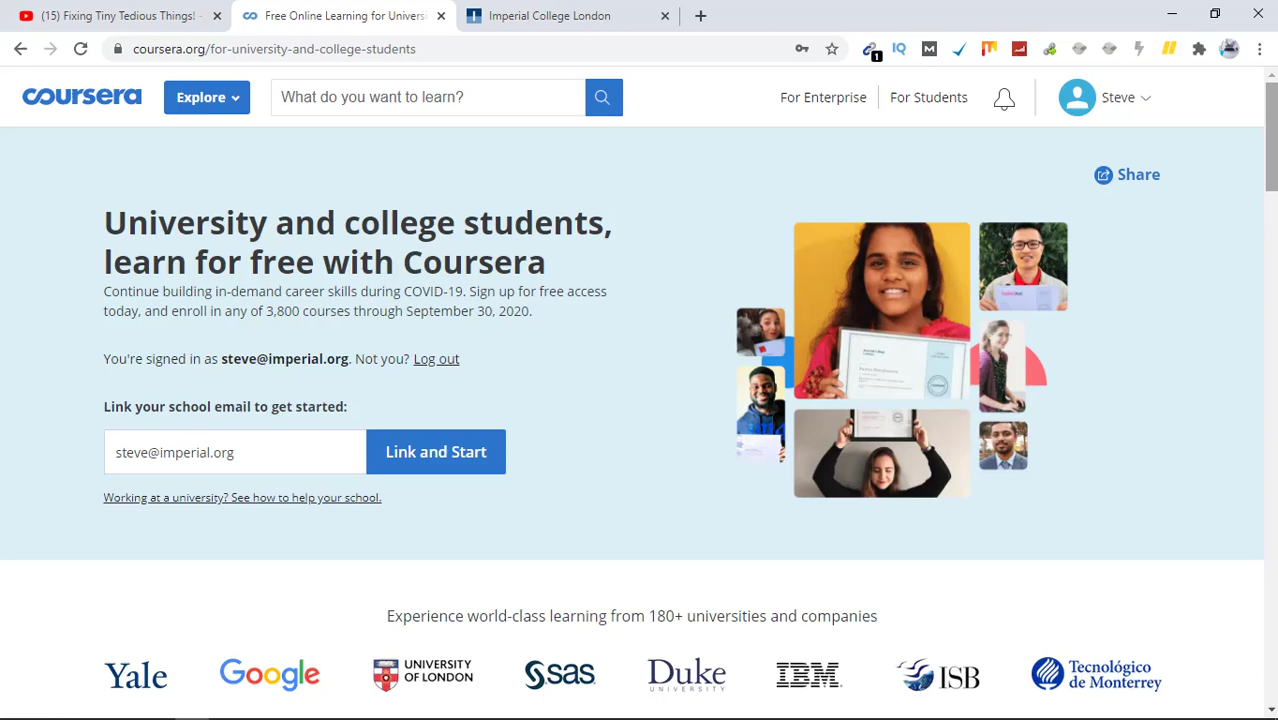 (15) Fixing Tiny Tedious Things! -
Free Online Learning for Universi
Imperial College London
coursera.org/for-university-and-college-students
IQ
M
1
coursera
Explore
What do you want to learn?
For Enterprise
For Students
Steve
Share
University and college students,
learn for free with Coursera
Continue building in-demand career skills during COVID-19. Sign up for free access
today, and enroll in any of 3,800 courses through September 30, 2020.
You're signed in as steve@imperial.org. Not you? Log out
Link your school email to get started:
steve@imperial.org
Link and Start
Working at a university? See how to help your school.
Experience world-class learning from 180+ universities and companies
Yale
Google
UNIVERSITY
OF LONDON
sas
Duke
UNIVERSITY
IBM
ISB
Tecnológico
de Monterrey